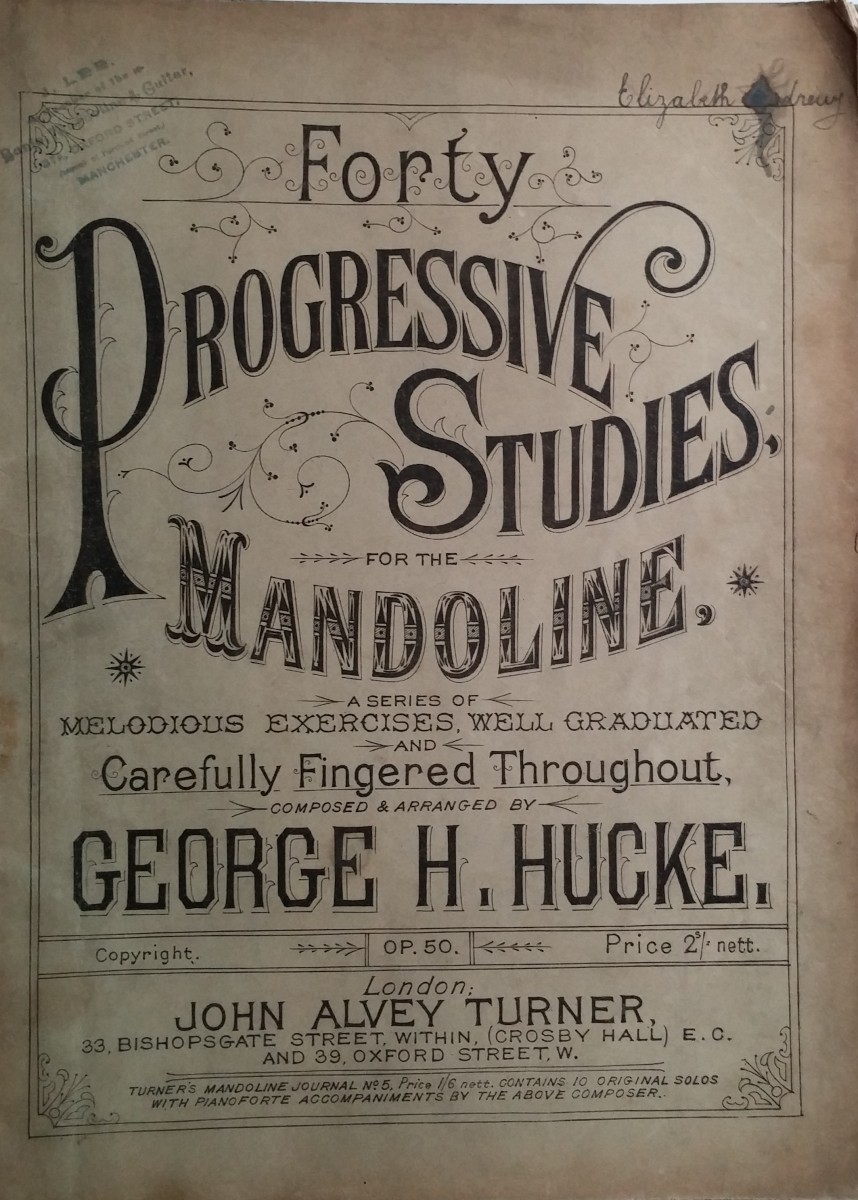 Elizabeth
OXFORD STREET,
MANCHESTER.
Forty
PROGRESSIVE
STUDIES,
FOR THE
MANDOLINE,
A SERIES OF
MELODIOUS EXERCISES, WELL GRADUATED
AND
Carefully Fingered Throughout,
COMPOSED & ARRANGED BY
GEORGE H. HUCKE.
Copyright. OP. 50. Price 2s/- nett.
London;
JOHN ALVEY TURNER,
33, BISHOPSGATE STREET, WITHIN, (CROSBY HALL) E.C.
AND 39, OXFORD STREET, W.
TURNER'S MANDOLINE JOURNAL No 5, Price 1/6 nett. CONTAINS 10 ORIGINAL SOLOS
WITH PIANOFORTE ACCOMPANIMENTS BY THE ABOVE COMPOSER.